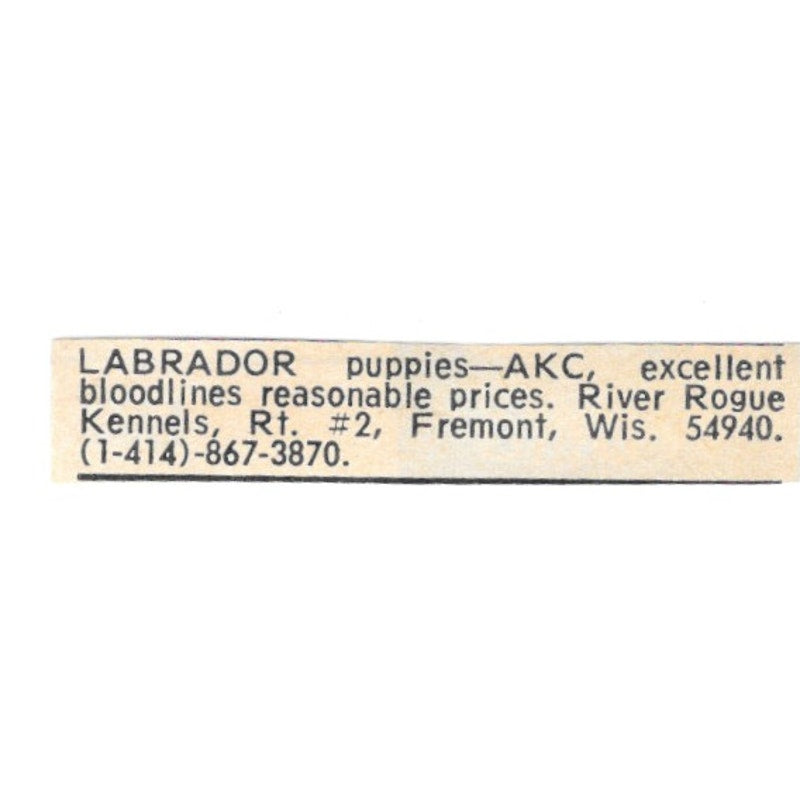 LABRADOR puppies—AKC, excellent
bloodlines reasonable prices. River Rogue
Kennels, Rt. #2, Fremont, Wis. 54940.
(1-414)-867-3870.